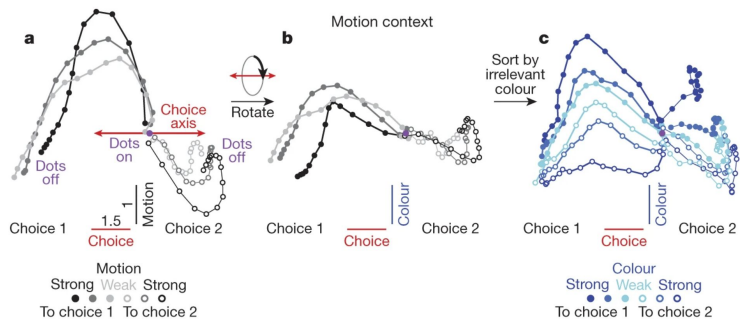 Motion context
a
b
c
Choice
axis
Dots
on
Dots
off
Dots
off
Rotate
Sort by
irrelevant
colour
1
1.5
Motion
Choice 1
Choice
Choice 2
Colour
Choice 1
Choice
Choice 2
Colour
Choice 1
Choice
Choice 2
Motion
Strong Weak Strong
To choice 1 To choice 2
Colour
Strong Weak Strong
To choice 1 To choice 2